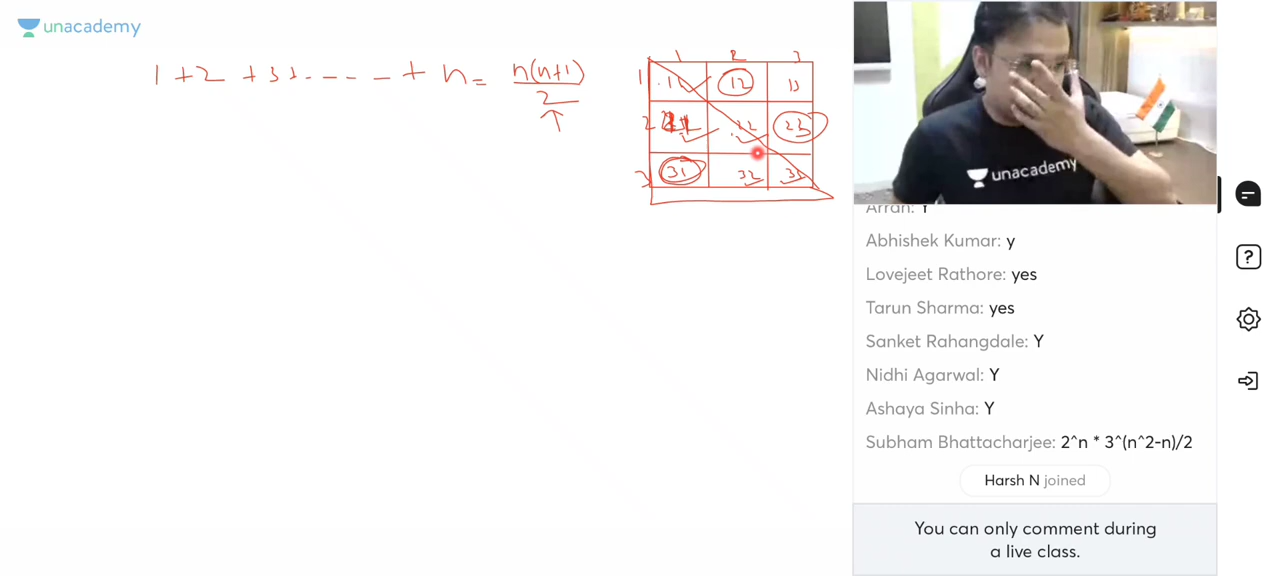 unacademy
1 + 2 + 3 + ..... + n = n(n+1)/2
1 2 3
1 11 12 13
2 21 22 23
3 31 32 33
unacademy
Arran: Y
Abhishek Kumar: y
Lovejeet Rathore: yes
Tarun Sharma: yes
Sanket Rahangdale: Y
Nidhi Agarwal: Y
Ashaya Sinha: Y
Subham Bhattacharjee: 2^n * 3^(n^2-n)/2
Harsh N joined
You can only comment during
a live class.